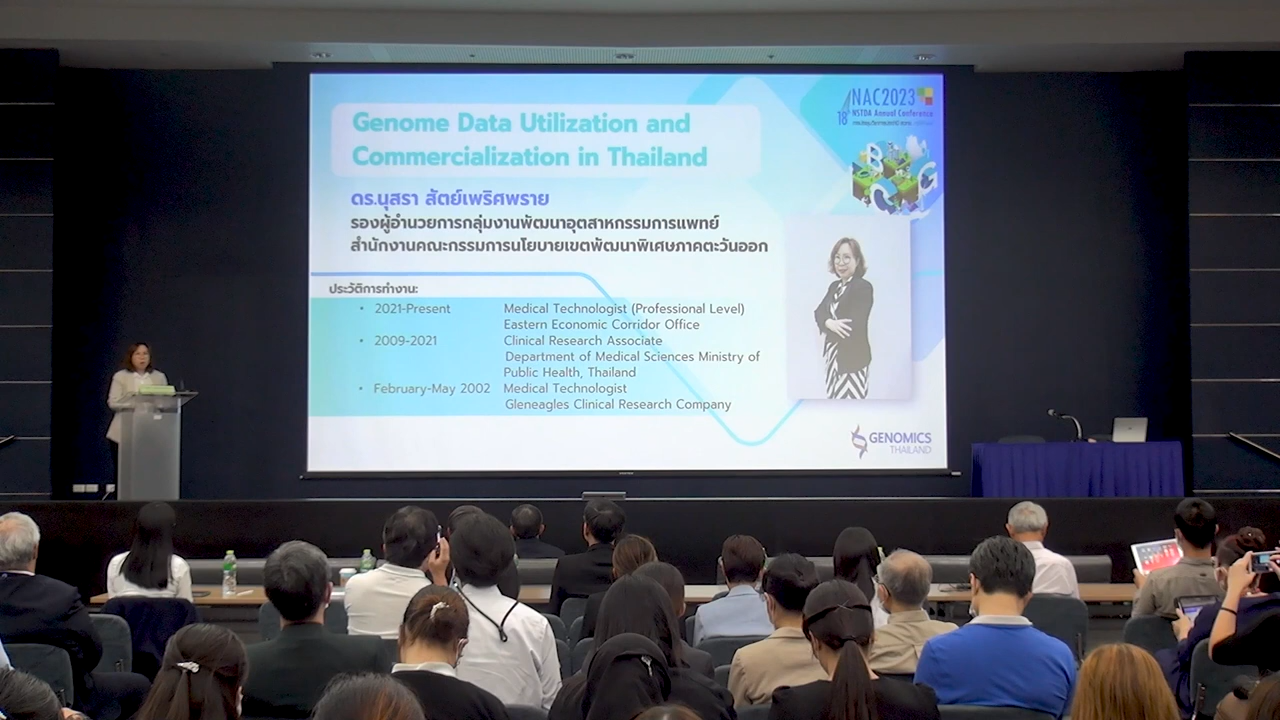 Genome Data Utilization and
Commercialization in Thailand
18th NAC2023
NSTDA Annual Conference
ดร.นุสรา สัตย์เพริศพราย
รองผู้อำนวยการกลุ่มงานพัฒนาอุตสาหกรรมการแพทย์
สำนักงานคณะกรรมการนโยบายเขตพัฒนาพิเศษภาคตะวันออก
ประวัติการทำงาน:
• 2021-Present Medical Technologist (Professional Level)
Eastern Economic Corridor Office
• 2009-2021 Clinical Research Associate
Department of Medical Sciences Ministry of
Public Health, Thailand
• February-May 2002 Medical Technologist
Gleneagles Clinical Research Company
GENOMICS
THAILAND